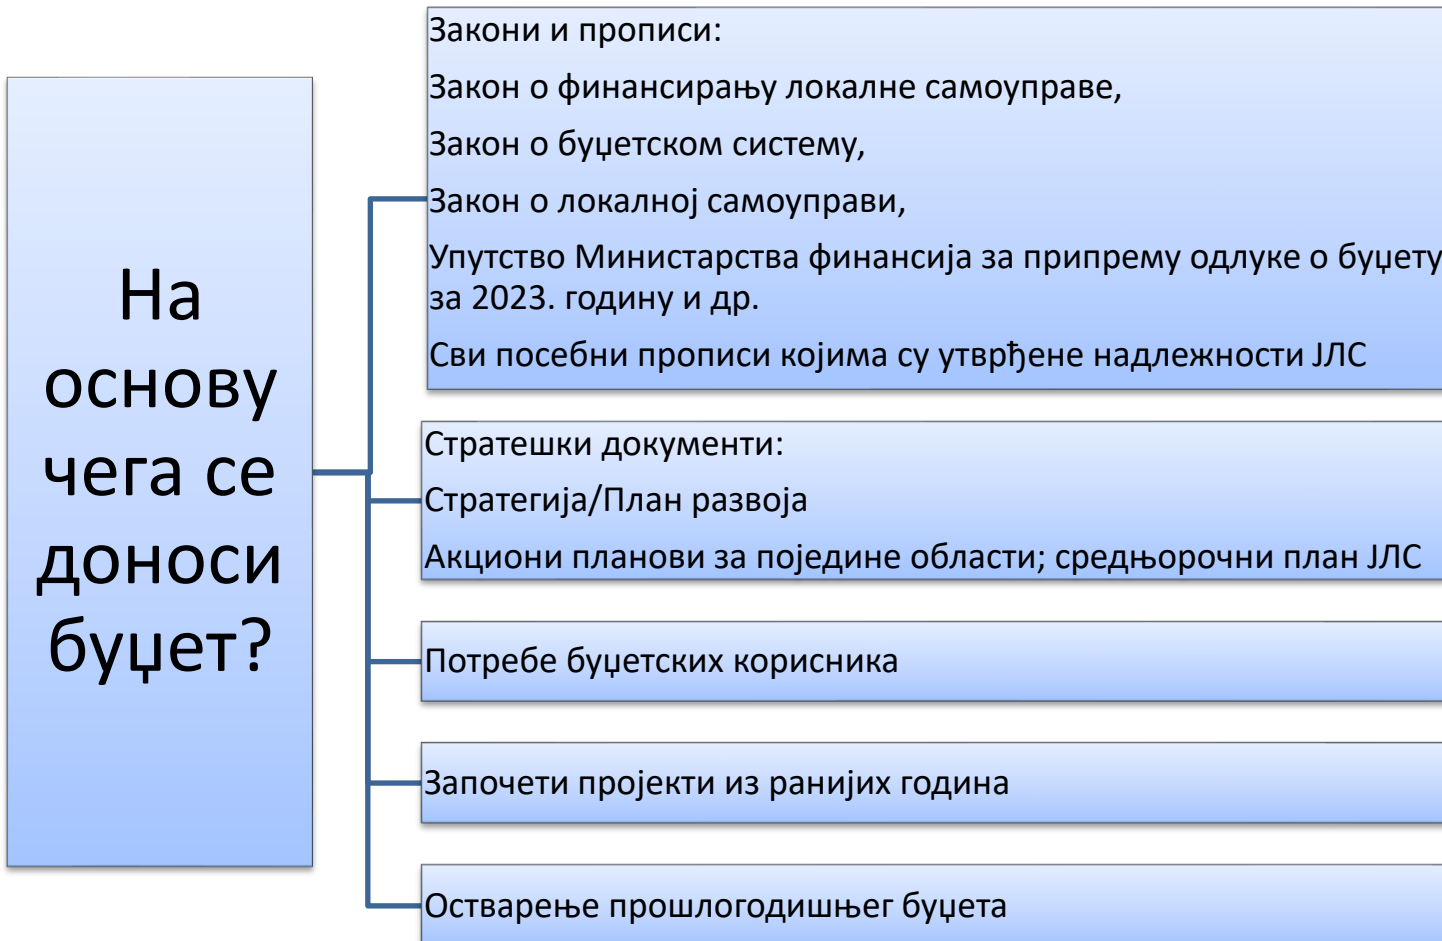 На
основу
чега се
доноси
буџет?
Закони и прописи:
Закон о финансирању локалне самоуправе,
Закон о буџетском систему,
Закон о локалној самоуправи,
Упутство Министарства финансија за припрему одлуке о буџету
за 2023. годину и др.
Сви посебни прописи којима су утврђене надлежности ЈЛС
Стратешки документи:
Стратегија/План развоја
Акциони планови за поједине области; средњорочни план ЈЛС
Потребе буџетских корисника
Започети пројекти из ранијих година
Остварење прошлогодишњег буџета